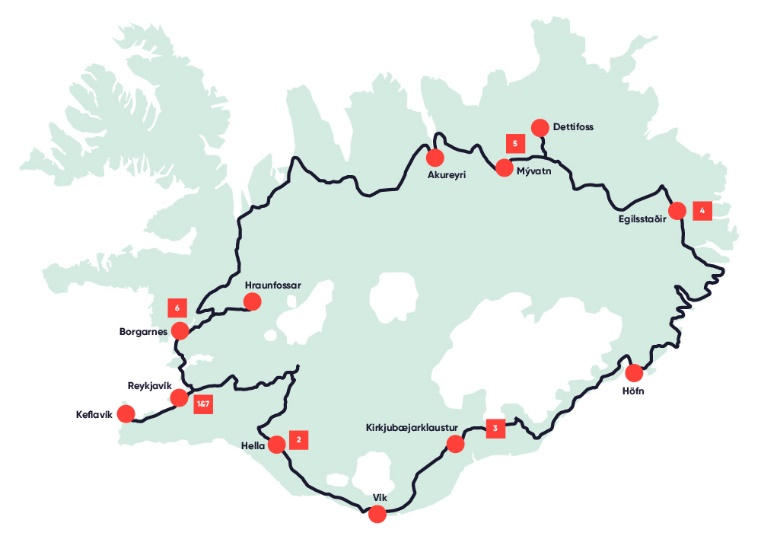 Dettifoss
5
Mývatn
Akureyri
4
Egilsstaðir
Hraunfossar
6
Borgarnes
Reykjavík
1&7
Keflavík
Höfn
Kirkjubæjarklaustur
3
Hella
2
Vík